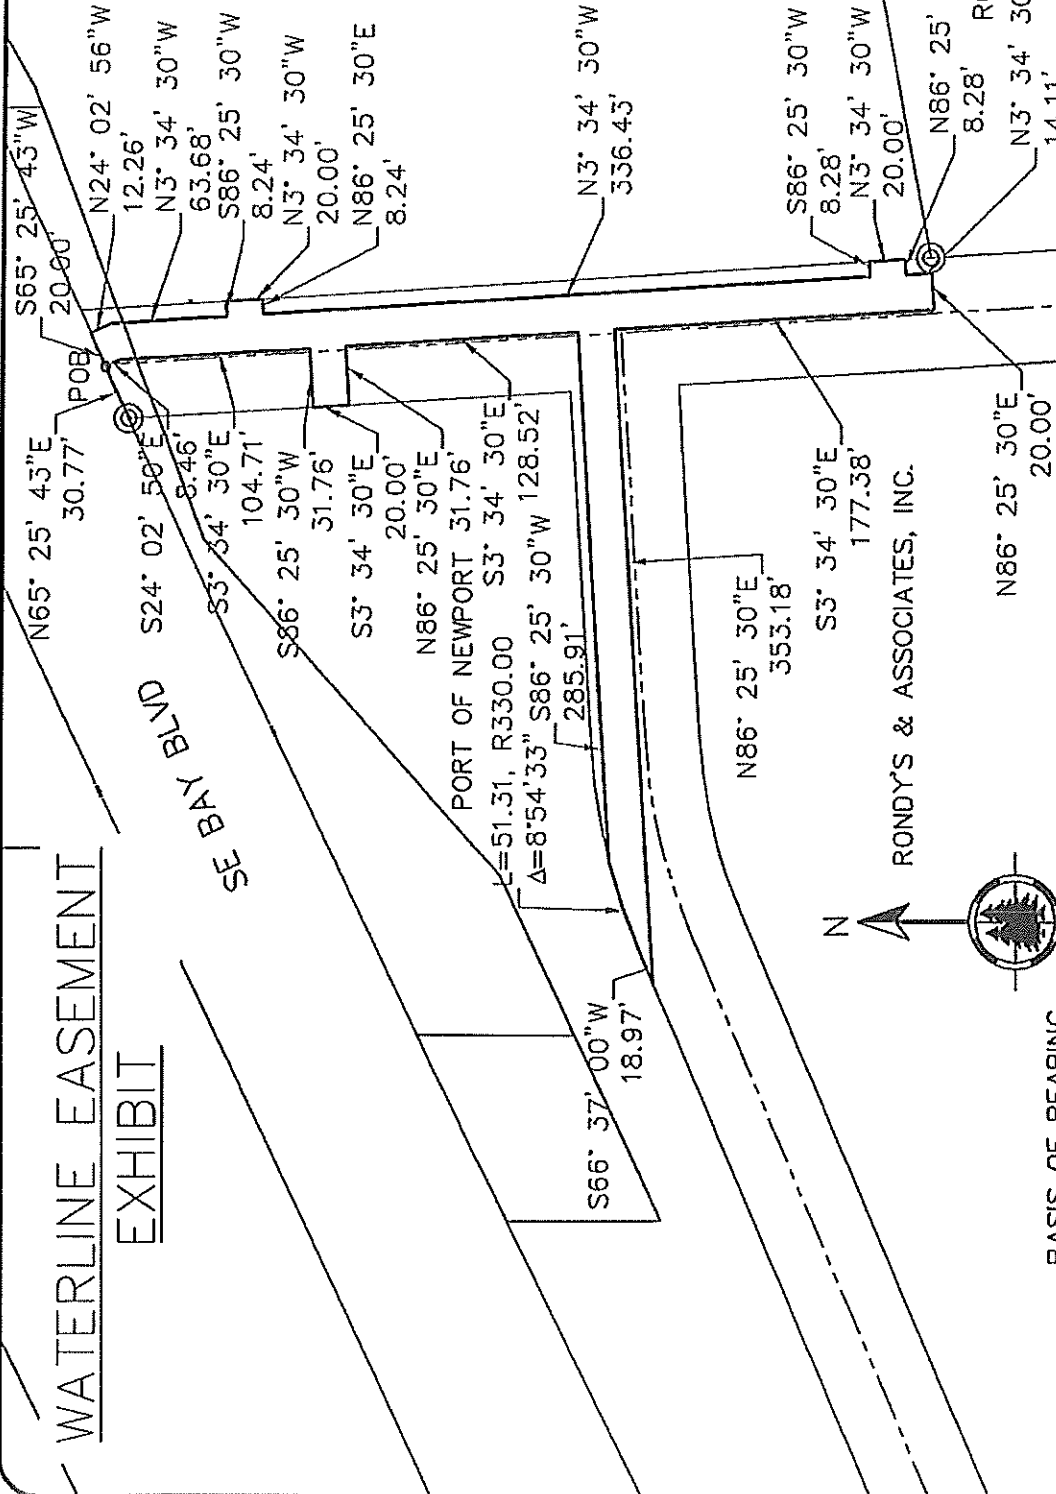 WATERLINE EASEMENT
EXHIBIT
SE BAY BLVD
N65° 25' 43"E
30.77'
POB
S65° 25' 43"W
20.00'
N24° 02' 56"W
12.26'
N3° 34' 30"W
63.68'
S86° 25' 30"W
8.24'
N3° 34' 30"W
20.00'
N86° 25' 30"E
8.24'
N3° 34' 30"W
336.43'
S86° 25' 30"W
8.28'
N3° 34' 30"W
20.00'
N86° 25'
8.28'
N3° 34' 30
14.11'
S24° 02' 50"E
8.46'
S3° 34' 30"E
104.71'
S86° 25' 30"W
31.76'
S3° 34' 30"E
20.00'
N86° 25' 30"E
31.76'
PORT OF NEWPORT
S3° 34' 30"E
128.52'
L=51.31, R330.00
Δ=8°54'33"
S86° 25' 30"W
285.91'
N86° 25' 30"E
353.18'
S3° 34' 30"E
177.38'
RONDY'S & ASSOCIATES, INC.
N86° 25' 30"E
20.00'
S66° 37' 00"W
18.97'
N
BASIS OF BEARING